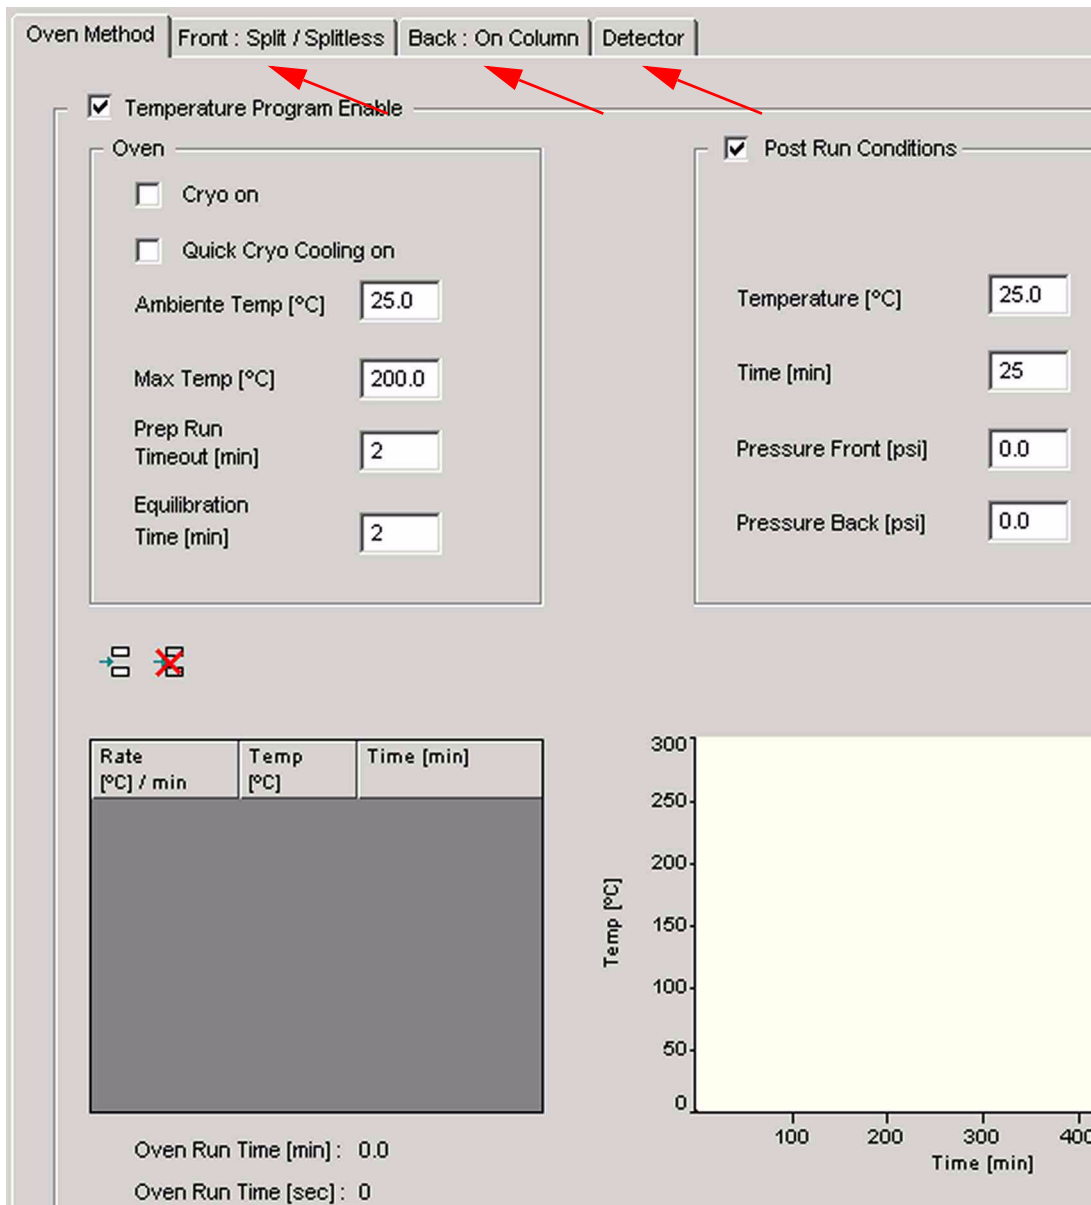 Oven Method
Front : Split / Splitless
Back : On Column
Detector
Temperature Program Enable
Oven
Cryo on
Quick Cryo Cooling on
Ambiente Temp [°C]
25.0
Max Temp [°C]
200.0
Prep Run
Timeout [min]
2
Equilibration
Time [min]
2
Post Run Conditions
Temperature [°C]
25.0
Time [min]
25
Pressure Front [psi]
0.0
Pressure Back [psi]
0.0
Rate
[°C] / min
Temp
[°C]
Time [min]
Oven Run Time [min] : 0.0
Oven Run Time [sec] : 0
Temp [°C]
300
250
200
150
100
50
0
100
200
300
400
Time [min]